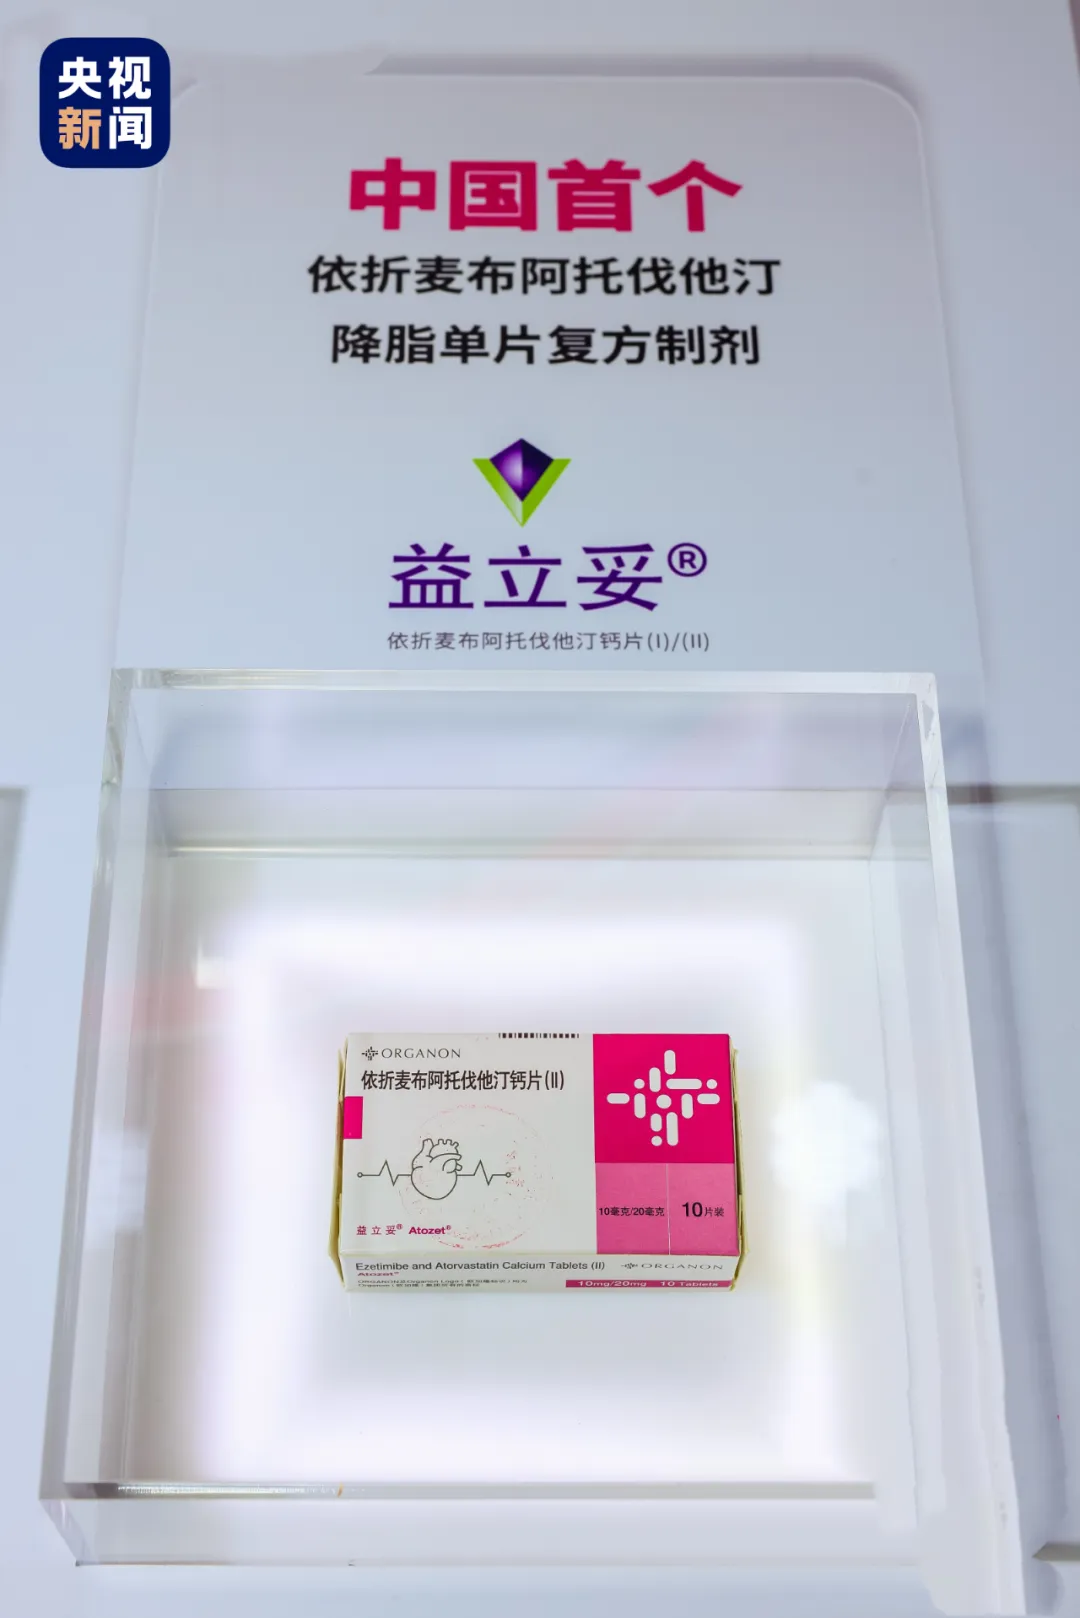 央视
新闻
中国首个
依折麦布阿托伐他汀
降脂单片复方制剂
益立妥®
依折麦布阿托伐他汀钙片(I)/(II)
ORGANON
依折麦布阿托伐他汀钙片(II)
10毫克/20毫克
10片装
益立妥® Atozet®
Ezetimibe and Atorvastatin Calcium Tablets (II)
ORGANON
Atozet®
10mg/20mg 10 Tablets